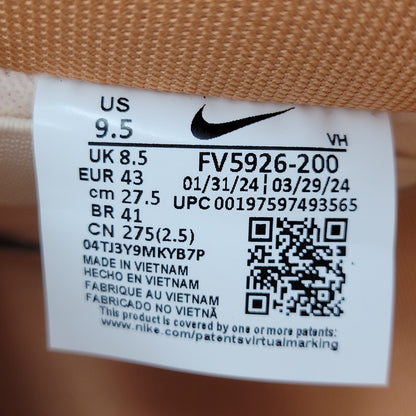 US
9.5
VH
UK 8.5
EUR 43
cm 27.5
BR 41
CN 275(2.5)
04TJ3Y9MKYB7P
FV5926-200
01/31/24 | 03/29/24
UPC 00197597493565
MADE IN VIETNAM
HECHO EN VIETNAM
FABRIQUE AU VIETNAM
FABRICADO NO VIETNÃ
This product is covered by one or more patents:
www.nike.com/patentsvirtualmarking